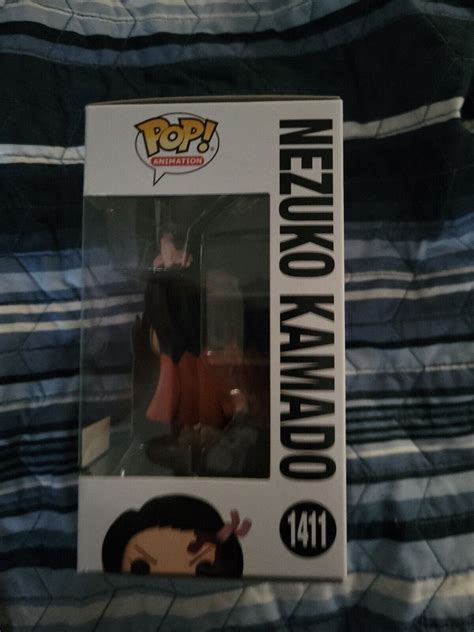 POP!
ANIMATION
NEZUKO KAMADO
1411